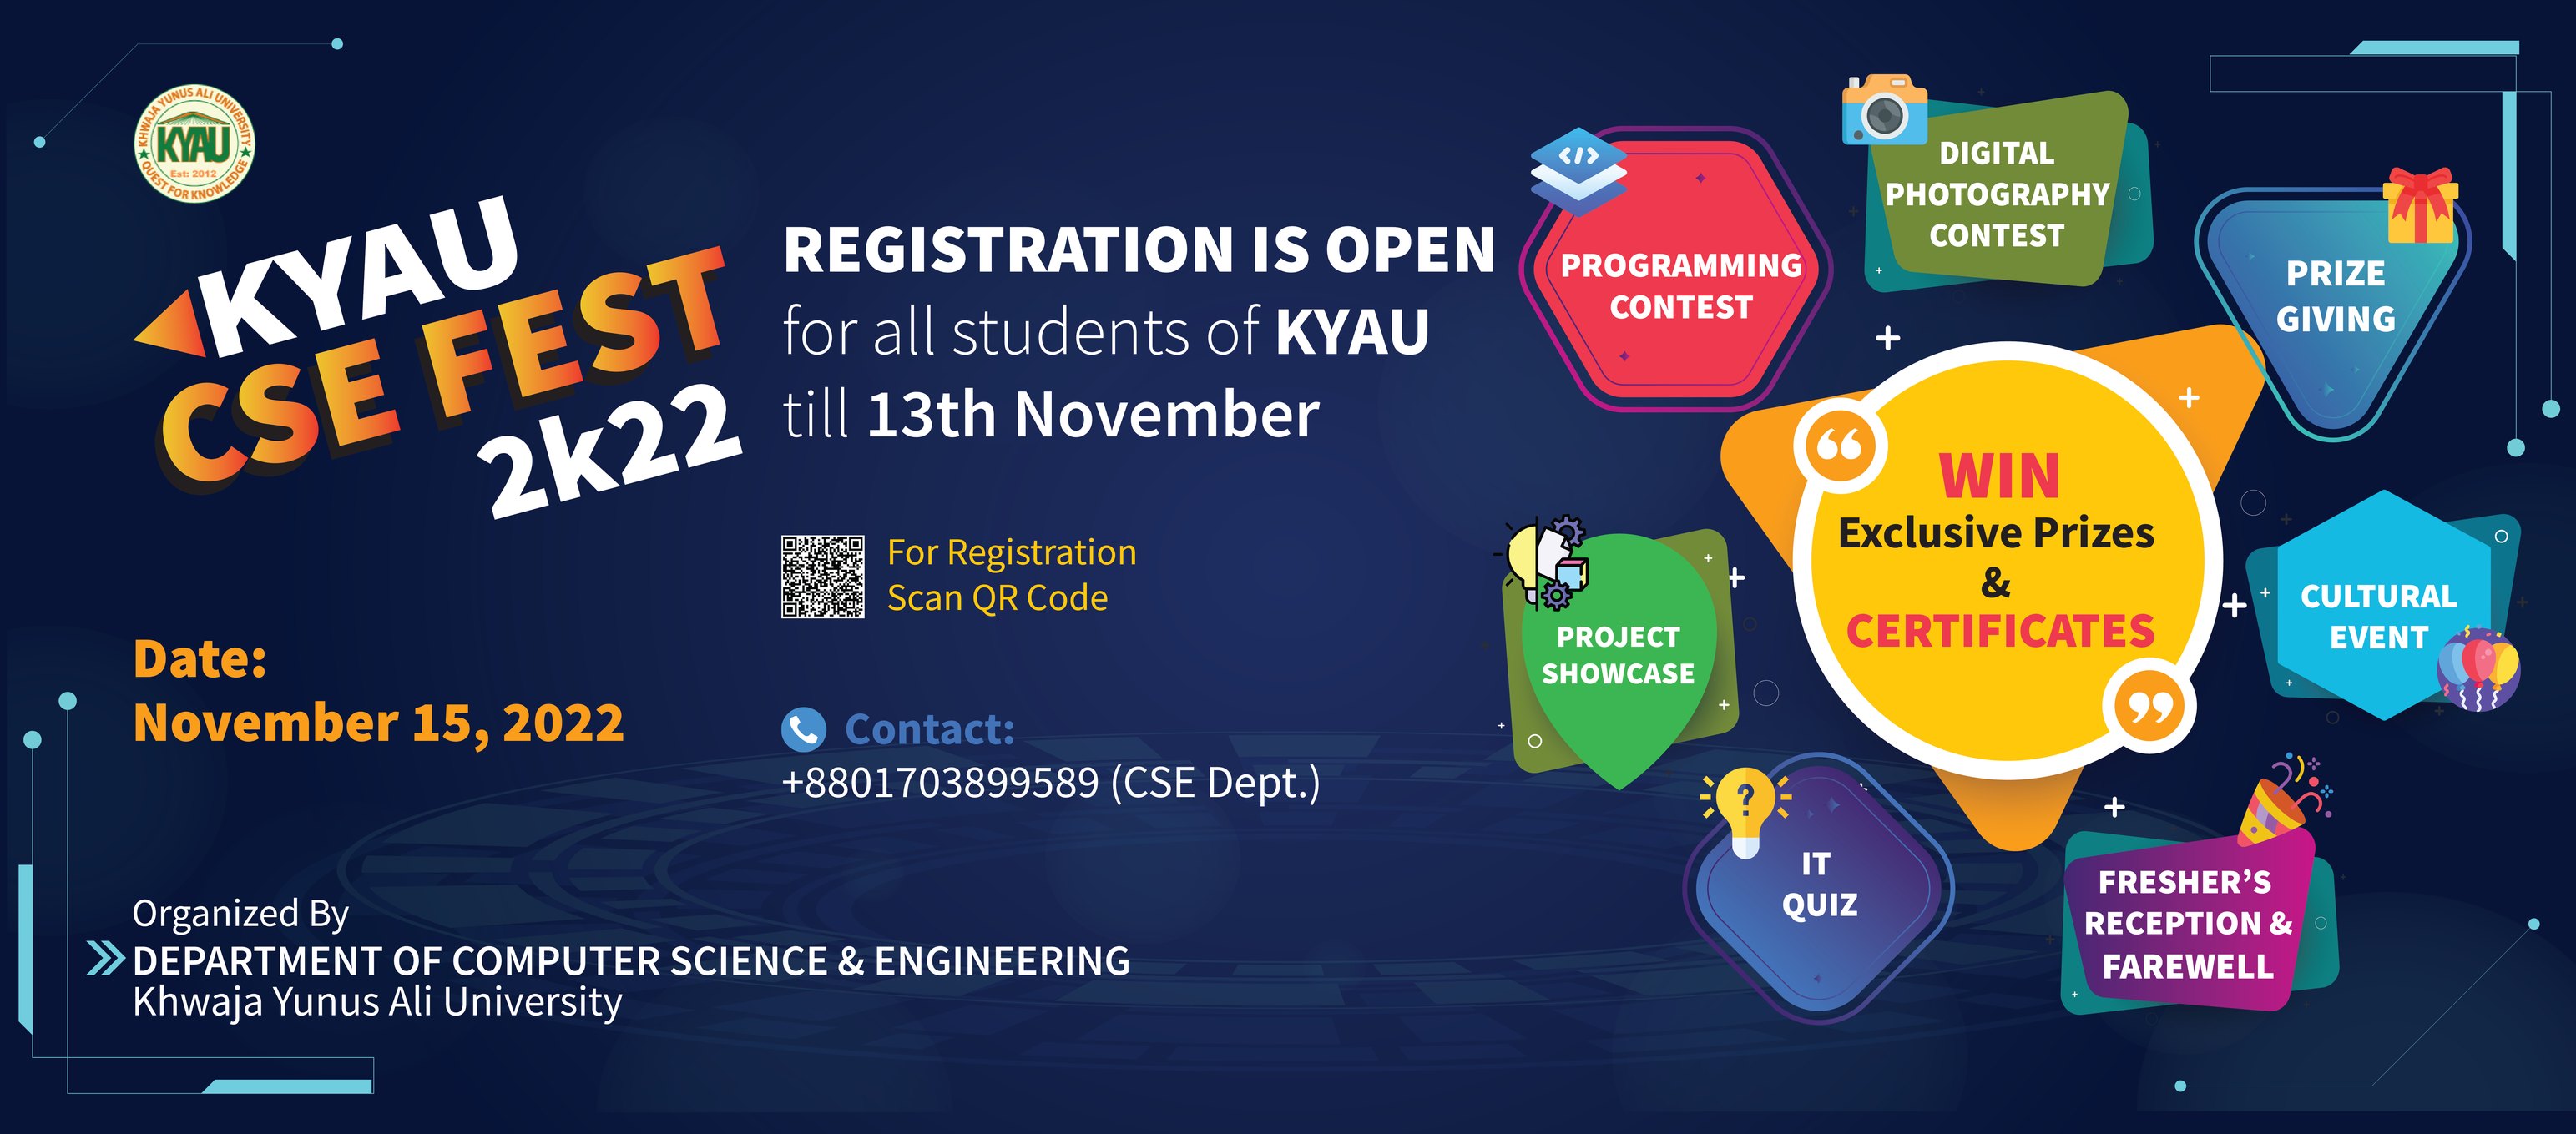 KHWAJA YUNUS ALI UNIVERSITY
KYAU
Est: 2012
QUEST FOR KNOWLEDGE
KYAU
CSE FEST
2k22
Date:
November 15, 2022
Organized By
DEPARTMENT OF COMPUTER SCIENCE & ENGINEERING
Khwaja Yunus Ali University
REGISTRATION IS OPEN
for all students of KYAU
till 13th November
For Registration
Scan QR Code
Contact:
+8801703899589 (CSE Dept.)
PROGRAMMING
CONTEST
DIGITAL
PHOTOGRAPHY
CONTEST
PRIZE
GIVING
“
WIN
Exclusive Prizes
&
CERTIFICATES
”
PROJECT
SHOWCASE
CULTURAL
EVENT
?
IT
QUIZ
FRESHER’S
RECEPTION &
FAREWELL